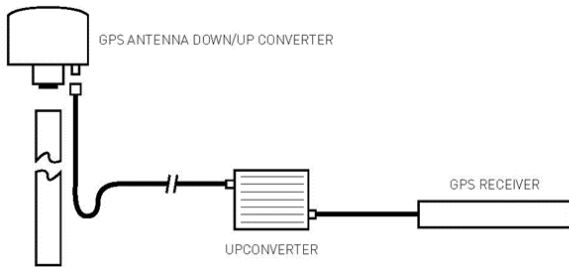 GPS ANTENNA DOWN/UP CONVERTER
GPS RECEIVER
UPCONVERTER